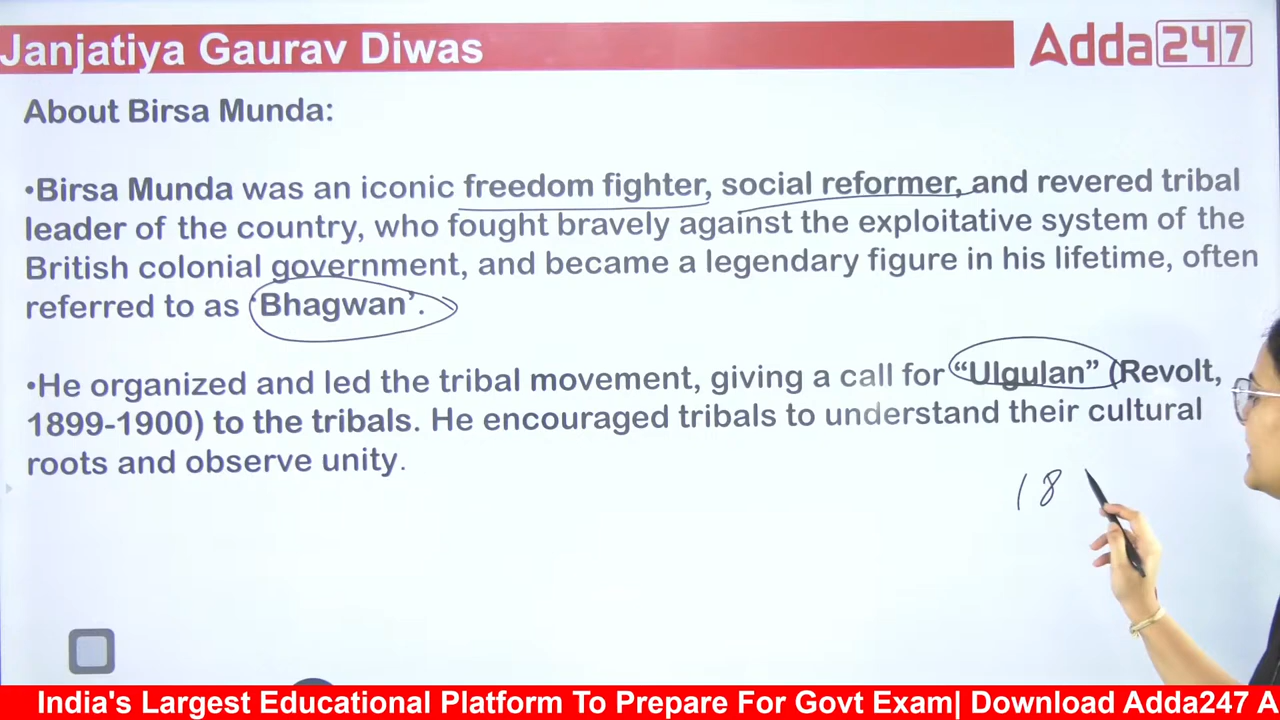 Janjatiya Gaurav Diwas
Adda247
About Birsa Munda:
•Birsa Munda was an iconic freedom fighter, social reformer, and revered tribal
leader of the country, who fought bravely against the exploitative system of the
British colonial government, and became a legendary figure in his lifetime, often
referred to as ‘Bhagwan’.
•He organized and led the tribal movement, giving a call for “Ulgulan” (Revolt,
1899-1900) to the tribals. He encouraged tribals to understand their cultural
roots and observe unity.
18
India's Largest Educational Platform To Prepare For Govt Exam| Download Adda247 A